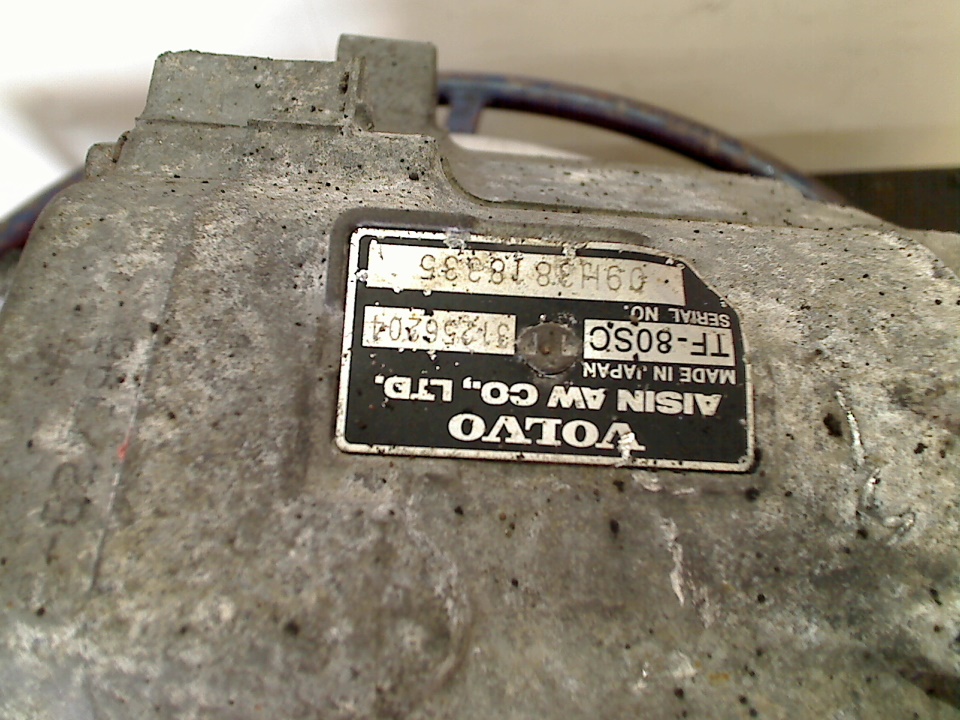 VOLVO
AISIN AW CO., LTD.
MADE IN JAPAN
TF-80SC 31256204
SERIAL NO.
09H3818335